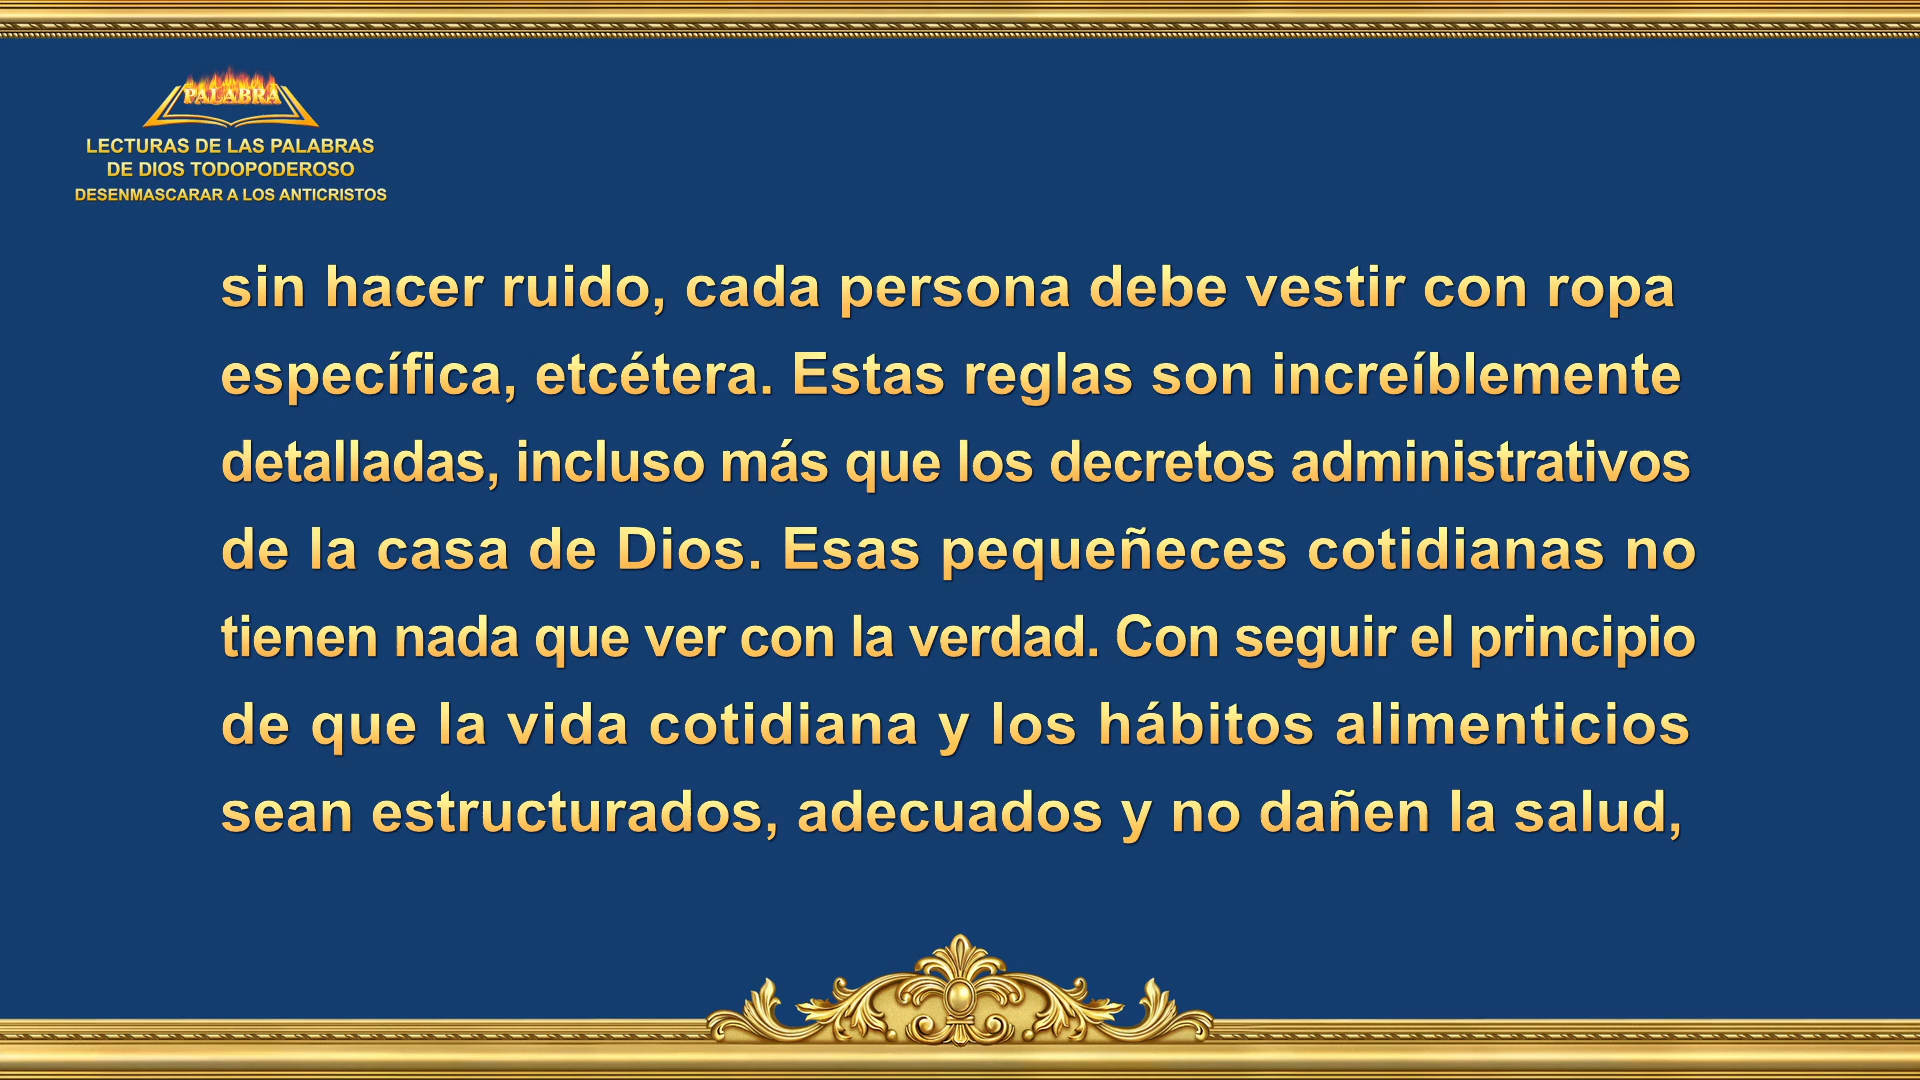 PALABRA
LECTURAS DE LAS PALABRAS
DE DIOS TODOPODEROSO
DESENMASCARAR A LOS ANTICRISTOS
sin hacer ruido, cada persona debe vestir con ropa
específica, etcétera. Estas reglas son increíblemente
detalladas, incluso más que los decretos administrativos
de la casa de Dios. Esas pequeñeces cotidianas no
tienen nada que ver con la verdad. Con seguir el principio
de que la vida cotidiana y los hábitos alimenticios
sean estructurados, adecuados y no dañen la salud,